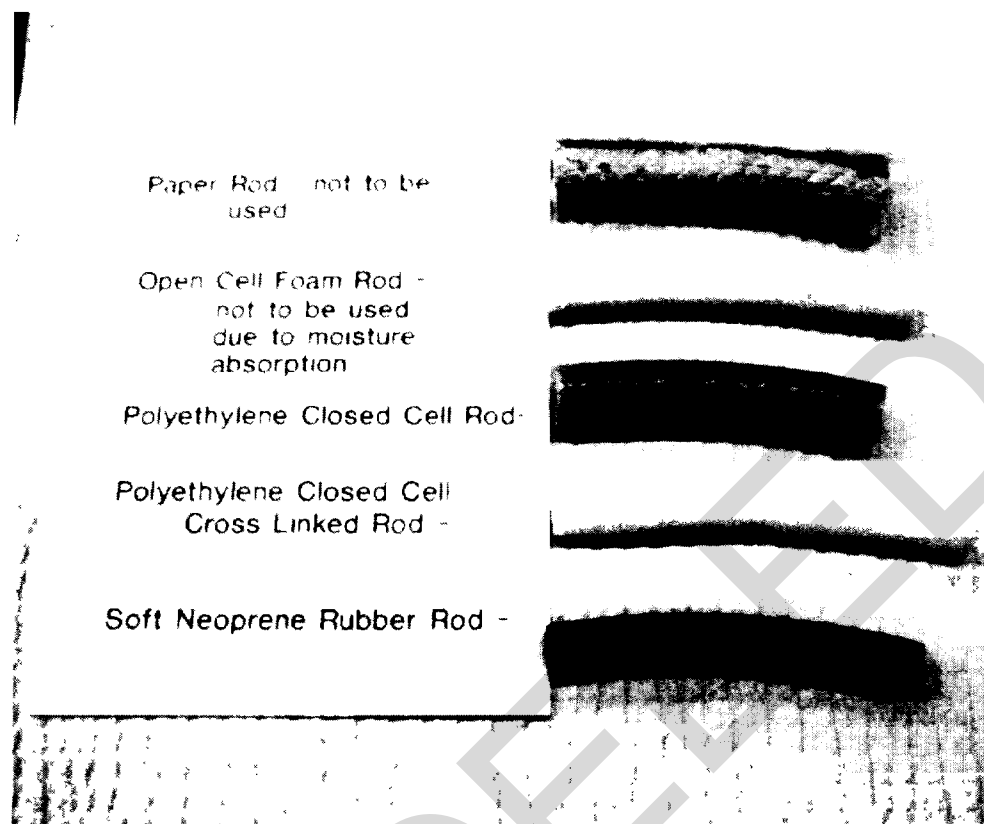 Paper Rod not to be
used
Open Cell Foam Rod -
not to be used
due to moisture
absorption
Polyethylene Closed Cell Rod-
Polyethylene Closed Cell
Cross Linked Rod -
Soft Neoprene Rubber Rod -